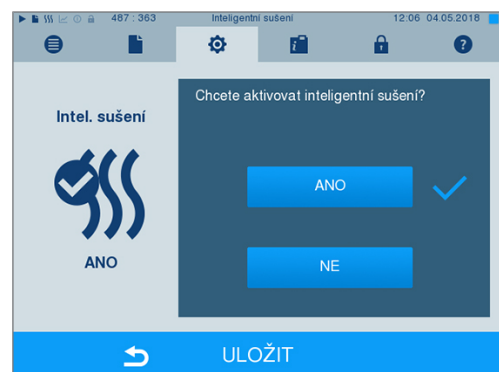 487 : 363 Inteligentní sušení 12:06 04.05.2018
Intel. sušení
ANO
Chcete aktivovat inteligentní sušení?
ANO
NE
ULOŽIT